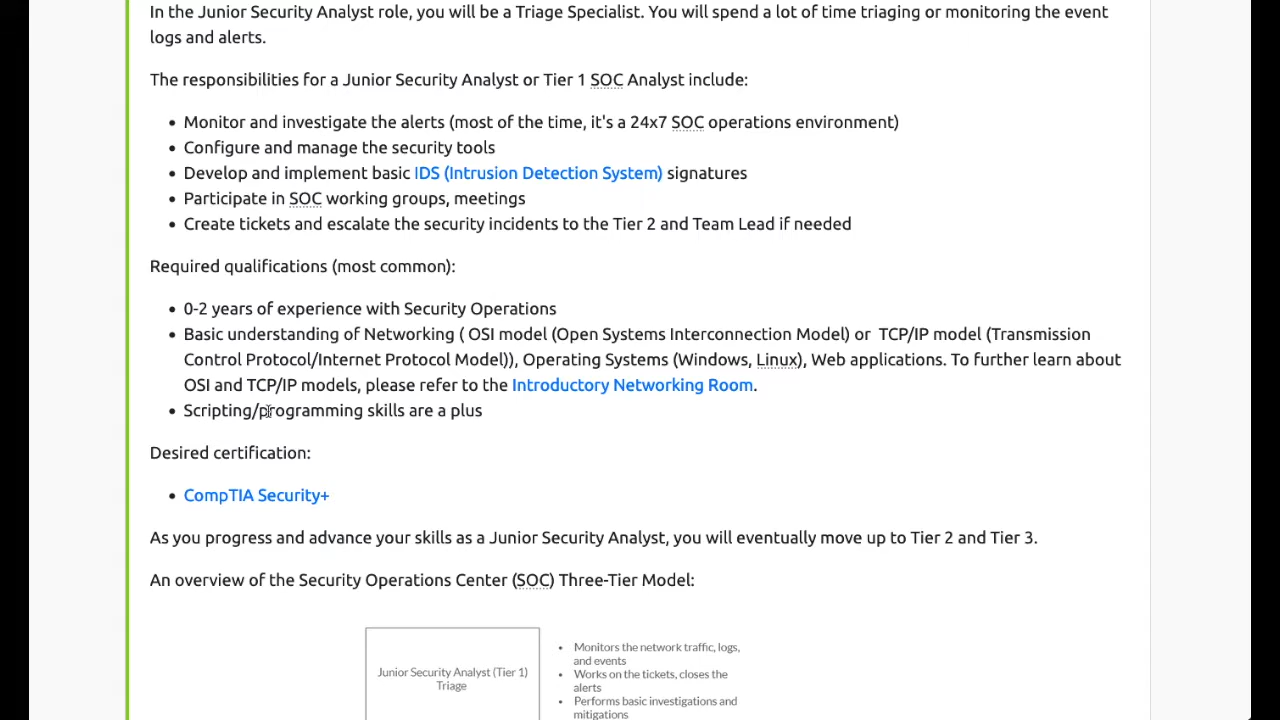 In the Junior Security Analyst role, you will be a Triage Specialist. You will spend a lot of time triaging or monitoring the event
logs and alerts.
The responsibilities for a Junior Security Analyst or Tier 1 SOC Analyst include:
• Monitor and investigate the alerts (most of the time, it's a 24x7 SOC operations environment)
• Configure and manage the security tools
• Develop and implement basic IDS (Intrusion Detection System) signatures
• Participate in SOC working groups, meetings
• Create tickets and escalate the security incidents to the Tier 2 and Team Lead if needed
Required qualifications (most common):
• 0-2 years of experience with Security Operations
• Basic understanding of Networking ( OSI model (Open Systems Interconnection Model) or  TCP/IP model (Transmission
Control Protocol/Internet Protocol Model)), Operating Systems (Windows, Linux), Web applications. To further learn about
OSI and TCP/IP models, please refer to the Introductory Networking Room.
• Scripting/programming skills are a plus
Desired certification:
• CompTIA Security+
As you progress and advance your skills as a Junior Security Analyst, you will eventually move up to Tier 2 and Tier 3.
An overview of the Security Operations Center (SOC) Three-Tier Model:
Junior Security Analyst (Tier 1)
Triage
• Monitors the network traffic, logs,
and events
• Works on the tickets, closes the
alerts
• Performs basic investigations and
mitigations